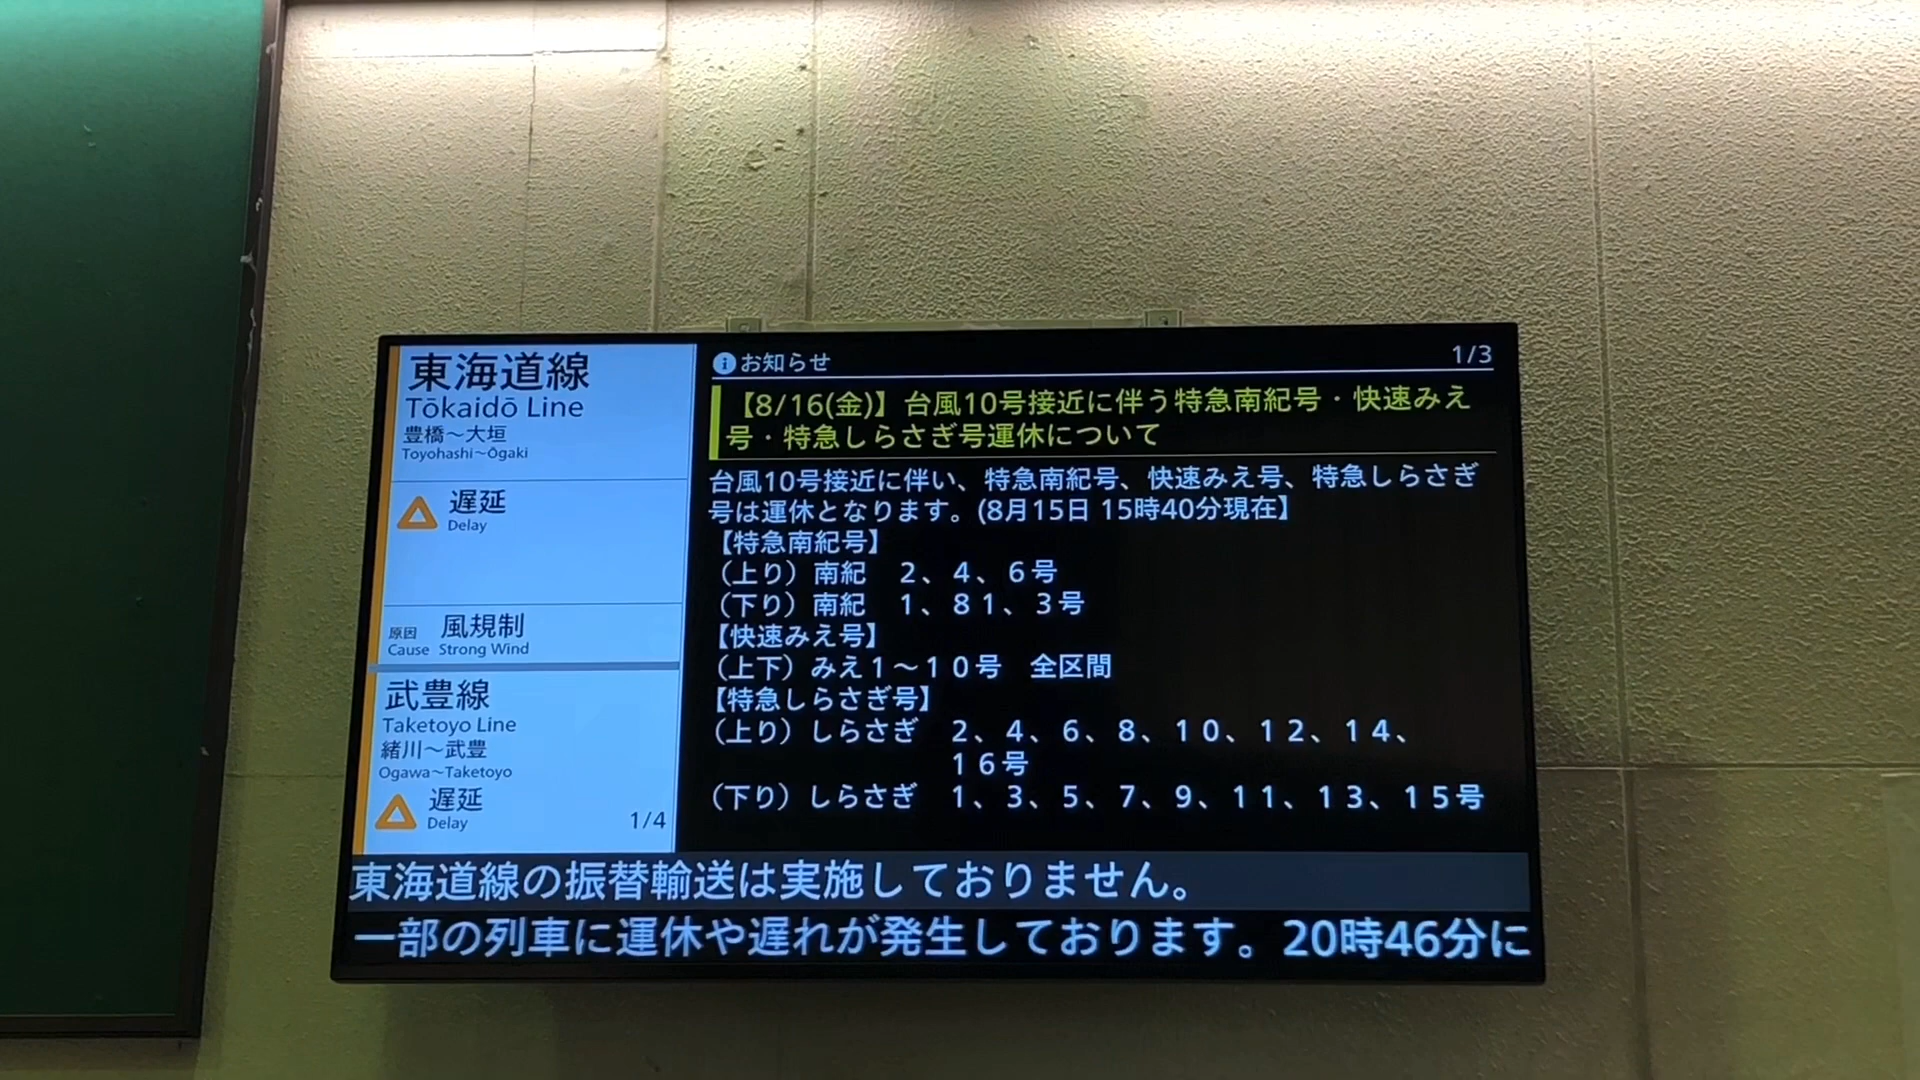 東海道線
Tōkaidō Line
豊橋～大垣
Toyohashi～Ōgaki
遅延
Delay
原因 風規制
Cause Strong Wind
武豊線
Taketoyo Line
緒川～武豊
Ogawa～Taketoyo
遅延
Delay
1/4
お知らせ
1/3
【8/16(金)】台風10号接近に伴う特急南紀号・快速みえ
号・特急しらさぎ号運休について
台風10号接近に伴い、特急南紀号、快速みえ号、特急しらさぎ
号は運休となります。(8月15日 15時40分現在】
【特急南紀号】
（上り）南紀　２、４、６号
（下り）南紀　１、８１、３号
【快速みえ号】
（上下）みえ１～１０号　全区間
【特急しらさぎ号】
（上り）しらさぎ　２、４、６、８、１０、１２、１４、
１６号
（下り）しらさぎ　１、３、５、７、９、１１、１３、１５号
東海道線の振替輸送は実施しておりません。
一部の列車に運休や遅れが発生しております。20時46分に